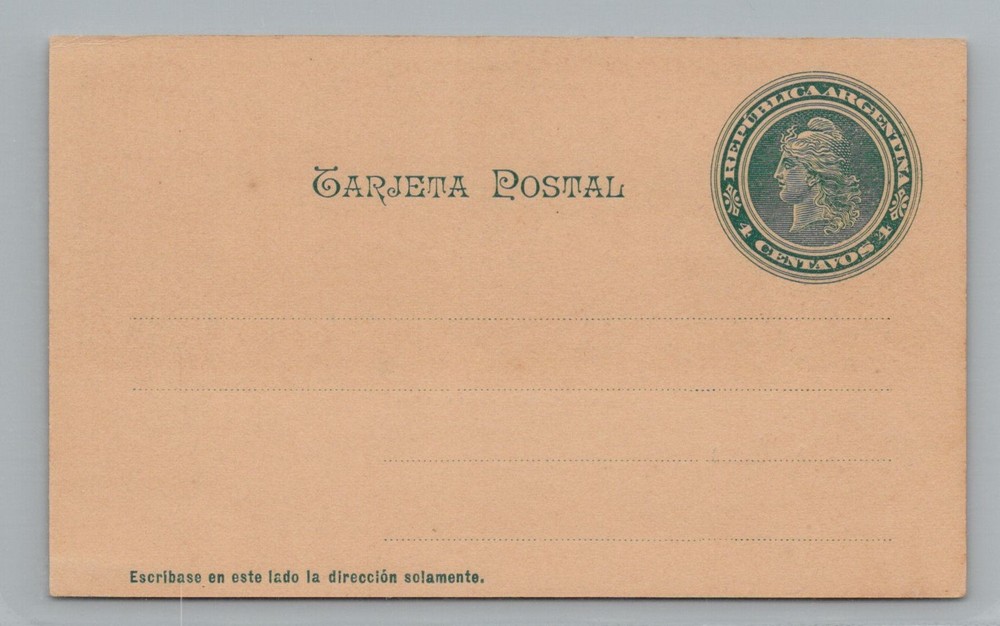 REPÚBLICA ARGENTINA
4 CENTAVOS 4
TARJETA POSTAL
Escríbase en este lado la dirección solamente.